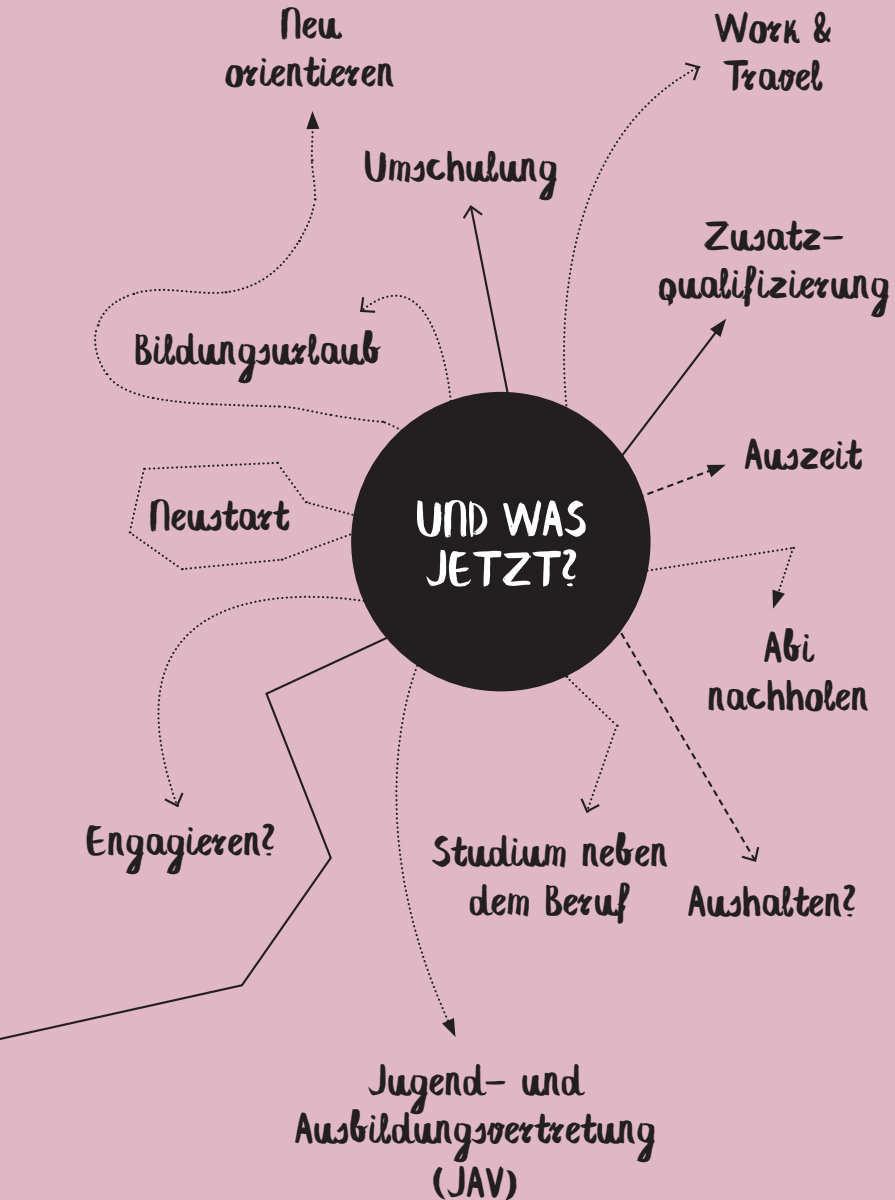 Neu
orientieren
Work &
Travel
Umschulung
Zusatz-
qualifizierung
Bildungsurlaub
Auszeit
Neustart
UND WAS
JETZT?
Abi
nachholen
Engagieren?
Studium neben
dem Beruf
Aushalten?
Jugend- und
Ausbildungsvertretung
(JAV)